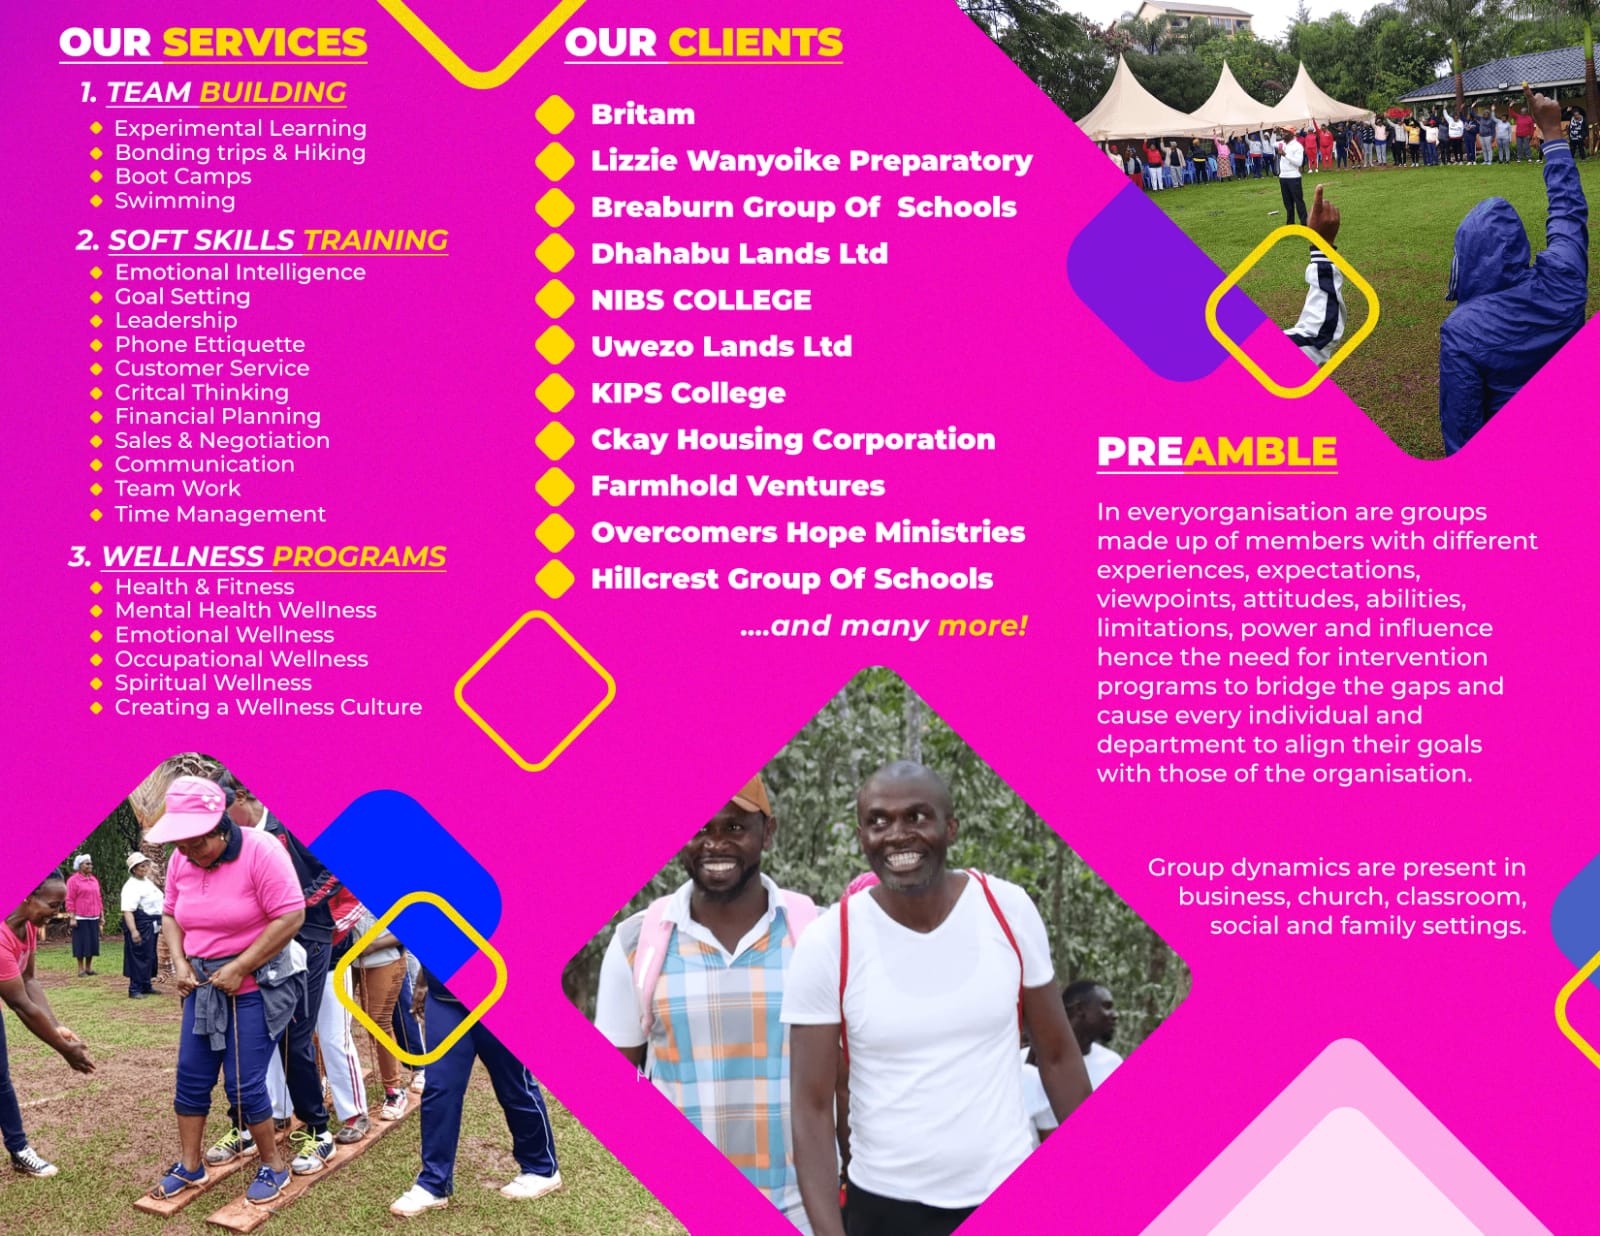 OUR SERVICES
1. TEAM BUILDING
Experimental Learning
Bonding trips & Hiking
Boot Camps
Swimming
2. SOFT SKILLS TRAINING
Emotional Intelligence
Goal Setting
Leadership
Phone Ettiquette
Customer Service
Critcal Thinking
Financial Planning
Sales & Negotiation
Communication
Team Work
Time Management
3. WELLNESS PROGRAMS
Health & Fitness
Mental Health Wellness
Emotional Wellness
Occupational Wellness
Spiritual Wellness
Creating a Wellness Culture
OUR CLIENTS
Britam
Lizzie Wanyoike Preparatory
Breaburn Group Of Schools
Dhahabu Lands Ltd
NIBS COLLEGE
Uwezo Lands Ltd
KIPS College
Ckay Housing Corporation
Farmhold Ventures
Overcomers Hope Ministries
Hillcrest Group Of Schools
....and many more!
PREAMBLE
In everyorganisation are groups
made up of members with different
experiences, expectations,
viewpoints, attitudes, abilities,
limitations, power and influence
hence the need for intervention
programs to bridge the gaps and
cause every individual and
department to align their goals
with those of the organisation.
Group dynamics are present in
business, church, classroom,
social and family settings.